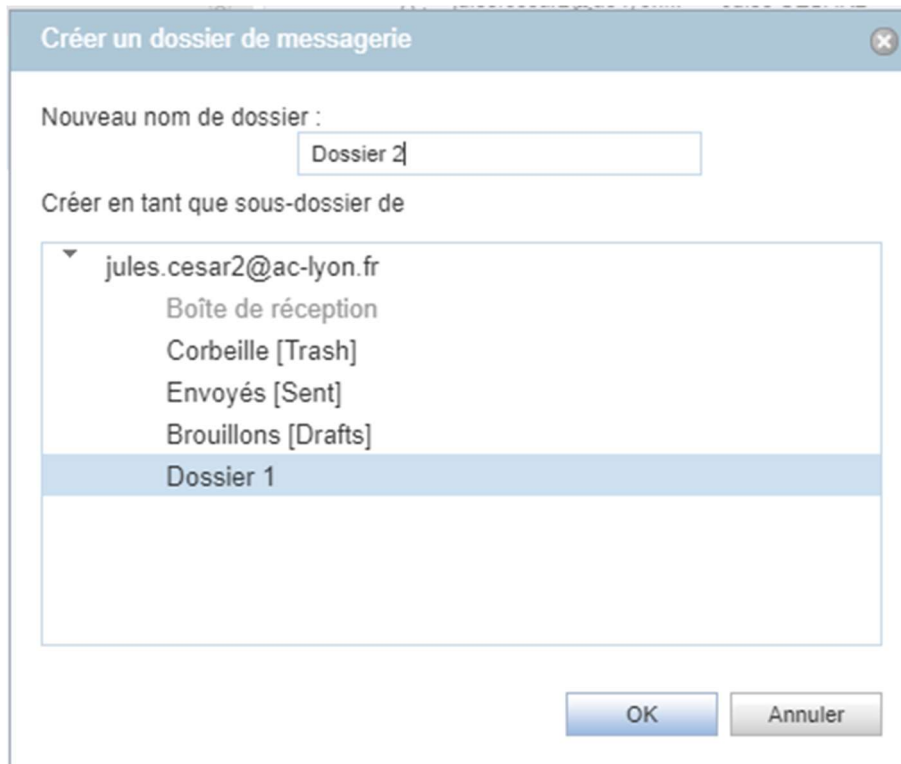 Créer un dossier de messagerie
Nouveau nom de dossier :
Dossier 2
Créer en tant que sous-dossier de
jules.cesar2@ac-lyon.fr
Boîte de réception
Corbeille [Trash]
Envoyés [Sent]
Brouillons [Drafts]
Dossier 1
OK Annuler